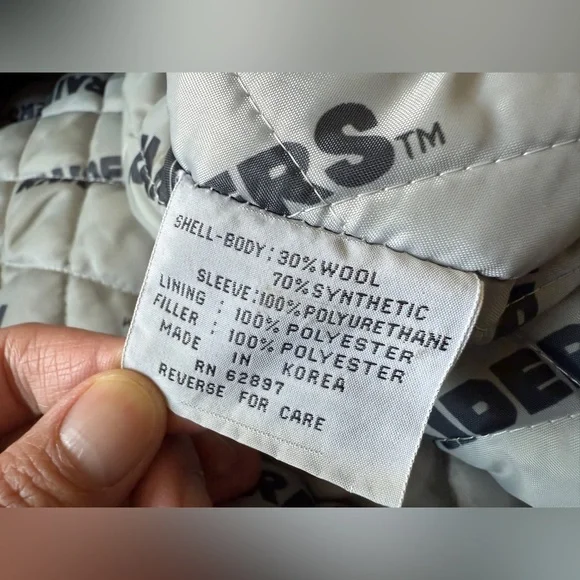 RAIDERS™
SHELL-BODY: 30% WOOL
70% SYNTHETIC
SLEEVE: 100% POLYURETHANE
LINING : 100% POLYESTER
FILLER : 100% POLYESTER
MADE IN KOREA
RN 62897
REVERSE FOR CARE